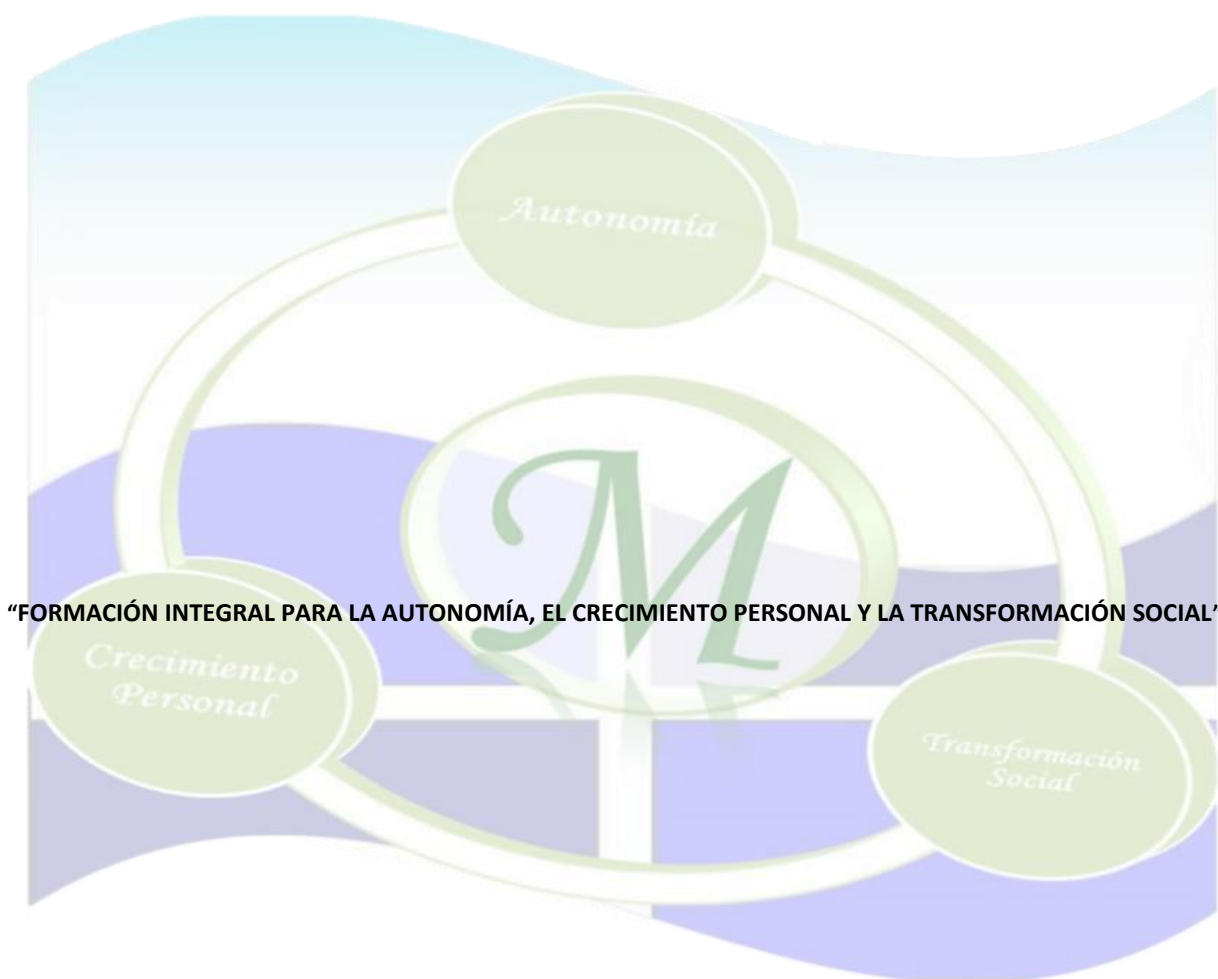 Autonomía
M
“FORMACIÓN INTEGRAL PARA LA AUTONOMÍA, EL CRECIMIENTO PERSONAL Y LA TRANSFORMACIÓN SOCIAL”
Crecimiento
Personal
Transformación
Social